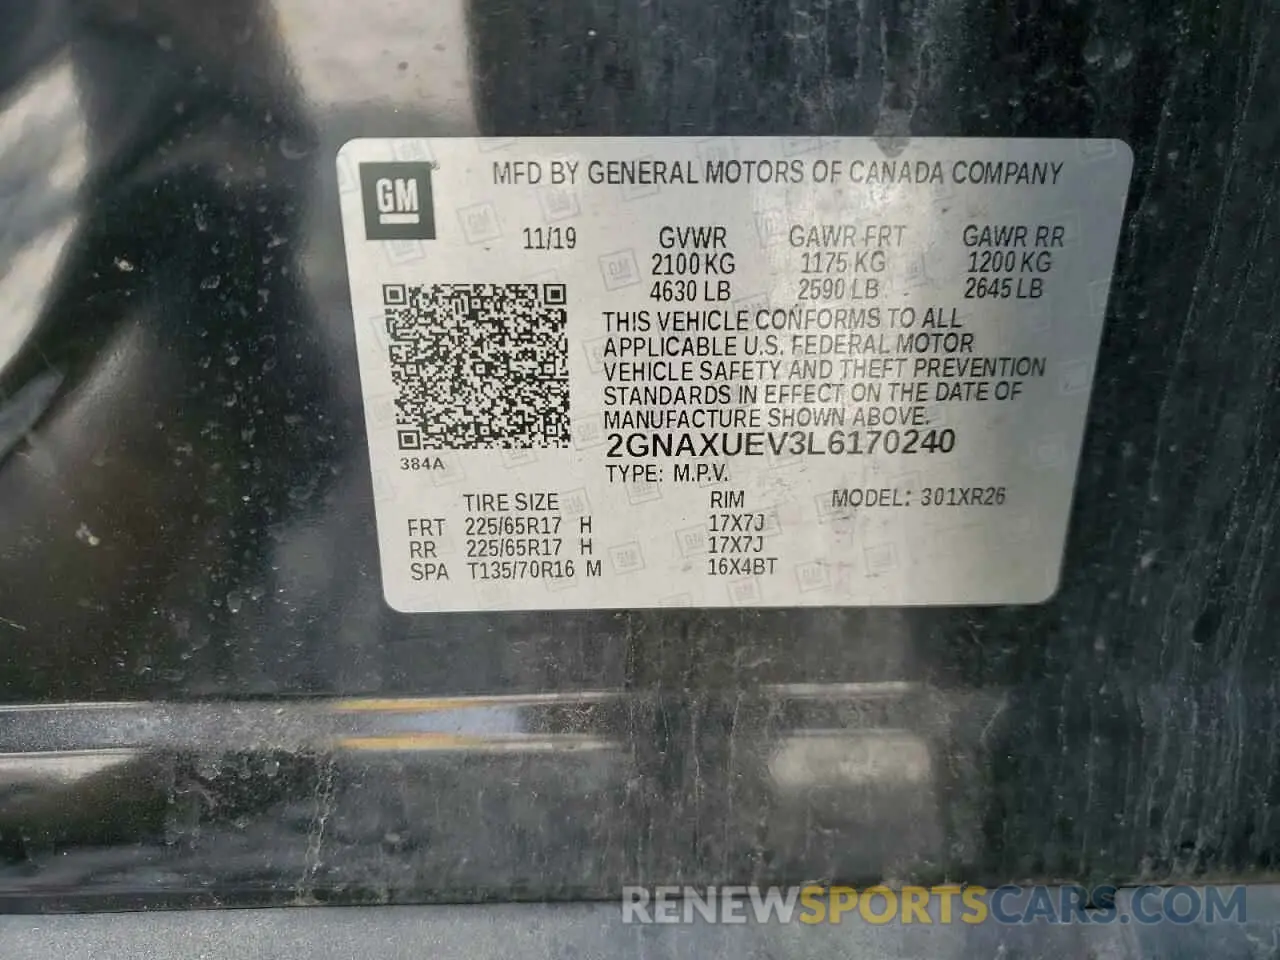 GM
MFD BY GENERAL MOTORS OF CANADA COMPANY
11/19 GVWR GAWR FRT GAWR RR
2100 KG 1175 KG 1200 KG
4630 LB 2590 LB 2645 LB
THIS VEHICLE CONFORMS TO ALL
APPLICABLE U.S. FEDERAL MOTOR
VEHICLE SAFETY AND THEFT PREVENTION
STANDARDS IN EFFECT ON THE DATE OF
MANUFACTURE SHOWN ABOVE.
2GNAXUEV3L6170240
384A
TYPE: M.P.V.
TIRE SIZE RIM MODEL: 301XR26
FRT 225/65R17 H 17X7J
RR 225/65R17 H 17X7J
SPA T135/70R16 M 16X4BT
RENEWSPORTSCARS.COM